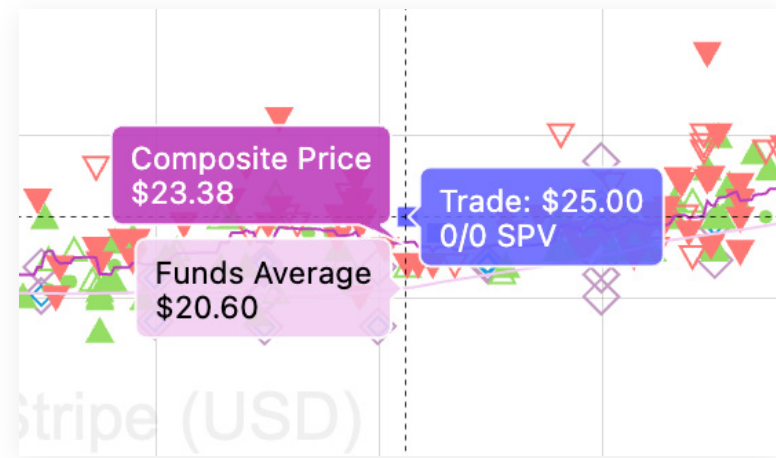 Composite Price
$23.38
Trade: $25.00
0/0 SPV
Funds Average
$20.60
Stripe (USD)